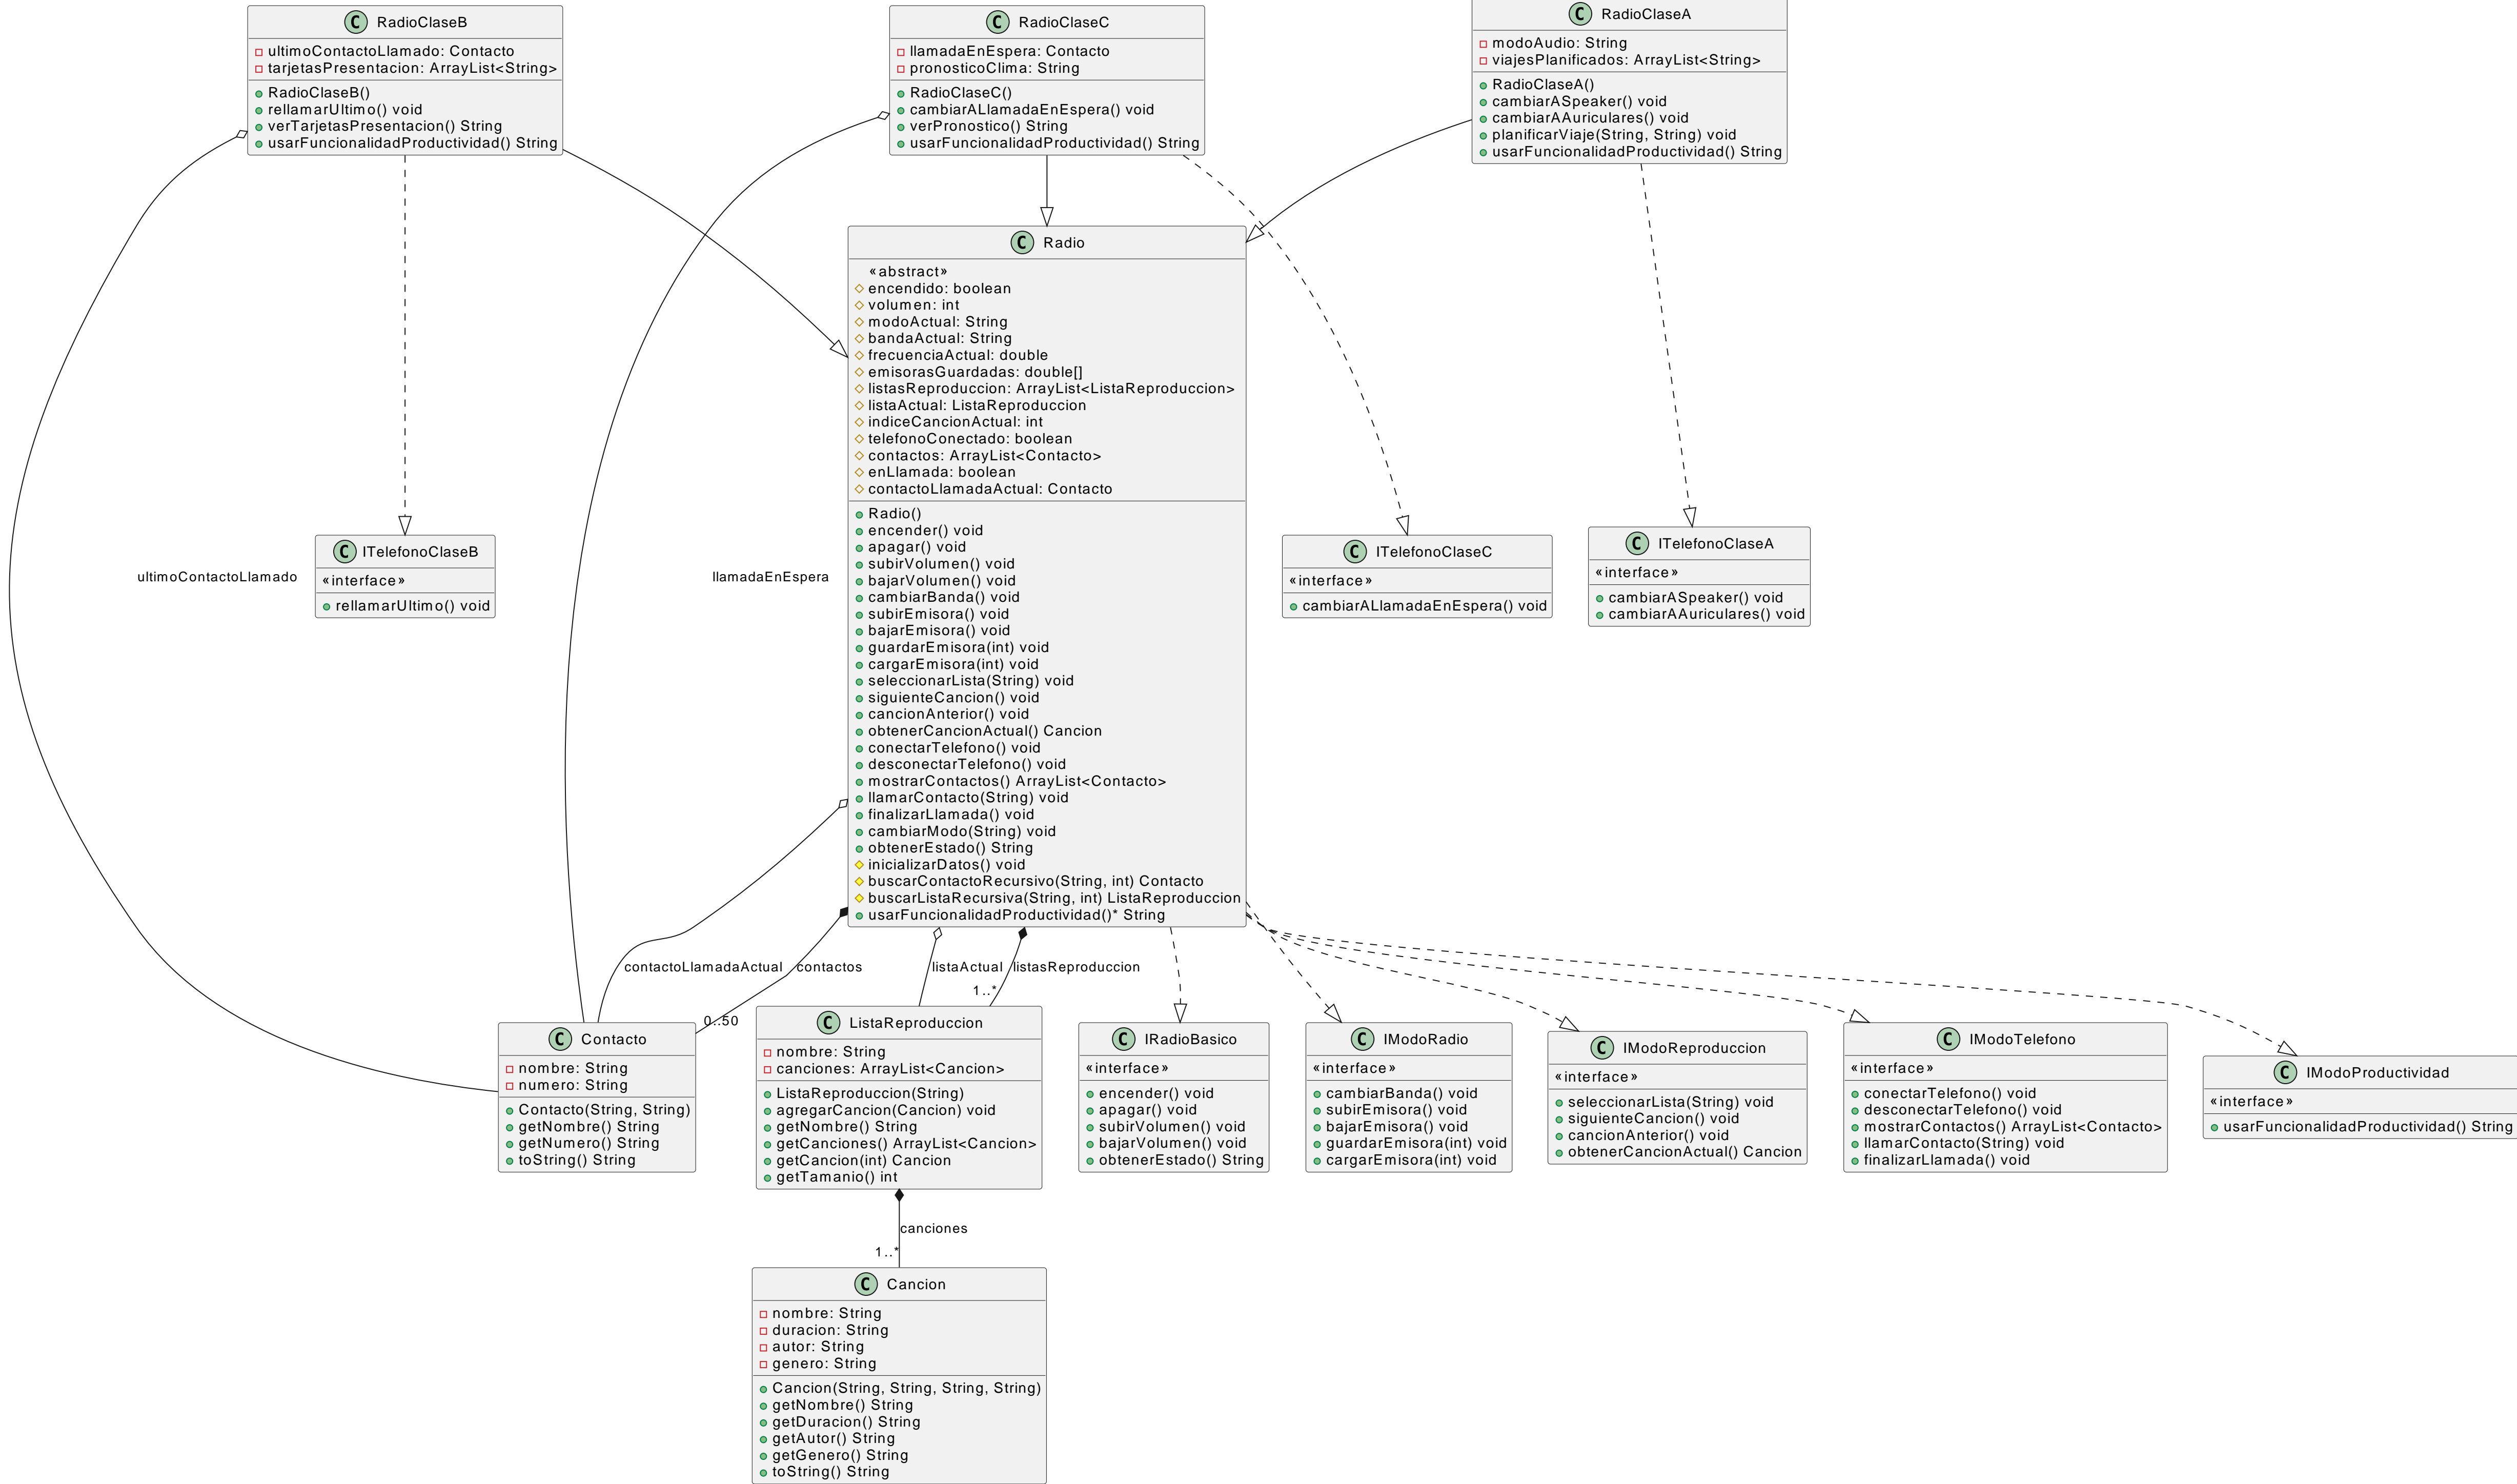 C RadioClaseB
ultimoContactoLlamado: Contacto
tarjetasPresentacion: ArrayList<String>
RadioClaseB()
rellamarUltimo() void
verTarjetasPresentacion() String
usarFuncionalidadProductividad() String
C RadioClaseC
llamadaEnEspera: Contacto
pronosticoClima: String
RadioClaseC()
cambiarALlamadaEnEspera() void
verPronostico() String
usarFuncionalidadProductividad() String
C RadioClaseA
modoAudio: String
viajesPlanificados: ArrayList<String>
RadioClaseA()
cambiarASpeaker() void
cambiarAAuriculares() void
planificarViaje(String, String) void
usarFuncionalidadProductividad() String
C Radio
«abstract»
encendido: boolean
volumen: int
modoActual: String
bandaActual: String
frecuenciaActual: double
emisorasGuardadas: double[]
listasReproduccion: ArrayList<ListaReproduccion>
listaActual: ListaReproduccion
indiceCancionActual: int
telefonoConectado: boolean
contactos: ArrayList<Contacto>
enLlamada: boolean
contactoLlamadaActual: Contacto
Radio()
encender() void
apagar() void
subirVolumen() void
bajarVolumen() void
cambiarBanda() void
subirEmisora() void
bajarEmisora() void
guardarEmisora(int) void
cargarEmisora(int) void
seleccionarLista(String) void
siguienteCancion() void
cancionAnterior() void
obtenerCancionActual() Cancion
conectarTelefono() void
desconectarTelefono() void
mostrarContactos() ArrayList<Contacto>
llamarContacto(String) void
finalizarLlamada() void
cambiarModo(String) void
obtenerEstado() String
inicializarDatos() void
buscarContactoRecursivo(String, int) Contacto
buscarListaRecursiva(String, int) ListaReproduccion
usarFuncionalidadProductividad()* String
C ITelefonoClaseB
«interface»
rellamarUltimo() void
C ITelefonoClaseC
«interface»
cambiarALlamadaEnEspera() void
C ITelefonoClaseA
«interface»
cambiarASpeaker() void
cambiarAAuriculares() void
ultimoContactoLlamado
llamadaEnEspera
contactoLlamadaActual
contactos
listaActual
listasReproduccion
1..*
0..50
C Contacto
nombre: String
numero: String
Contacto(String, String)
getNombre() String
getNumero() String
toString() String
C ListaReproduccion
nombre: String
canciones: ArrayList<Cancion>
ListaReproduccion(String)
agregarCancion(Cancion) void
getNombre() String
getCanciones() ArrayList<Cancion>
getCancion(int) Cancion
getTamanio() int
C IRadioBasico
«interface»
encender() void
apagar() void
subirVolumen() void
bajarVolumen() void
obtenerEstado() String
C IModoRadio
«interface»
cambiarBanda() void
subirEmisora() void
bajarEmisora() void
guardarEmisora(int) void
cargarEmisora(int) void
C IModoReproduccion
«interface»
seleccionarLista(String) void
siguienteCancion() void
cancionAnterior() void
obtenerCancionActual() Cancion
C IModoTelefono
«interface»
conectarTelefono() void
desconectarTelefono() void
mostrarContactos() ArrayList<Contacto>
llamarContacto(String) void
finalizarLlamada() void
C IModoProductividad
«interface»
usarFuncionalidadProductividad() String
canciones
1..*
C Cancion
nombre: String
duracion: String
autor: String
genero: String
Cancion(String, String, String, String)
getNombre() String
getDuracion() String
getAutor() String
getGenero() String
toString() String